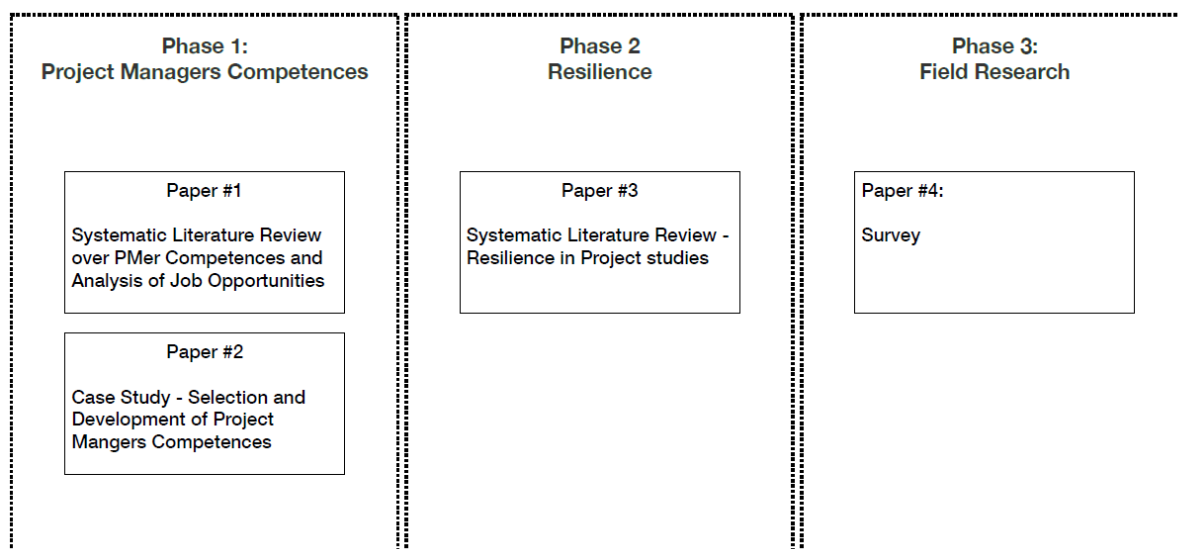 Phase 1:
Project Managers Competences
Paper #1
Systematic Literature Review
over PMer Competences and
Analysis of Job Opportunities
Paper #2
Case Study - Selection and
Development of Project
Mangers Competences
Phase 2
Resilience
Paper #3
Systematic Literature Review -
Resilience in Project studies
Phase 3:
Field Research
Paper #4:
Survey